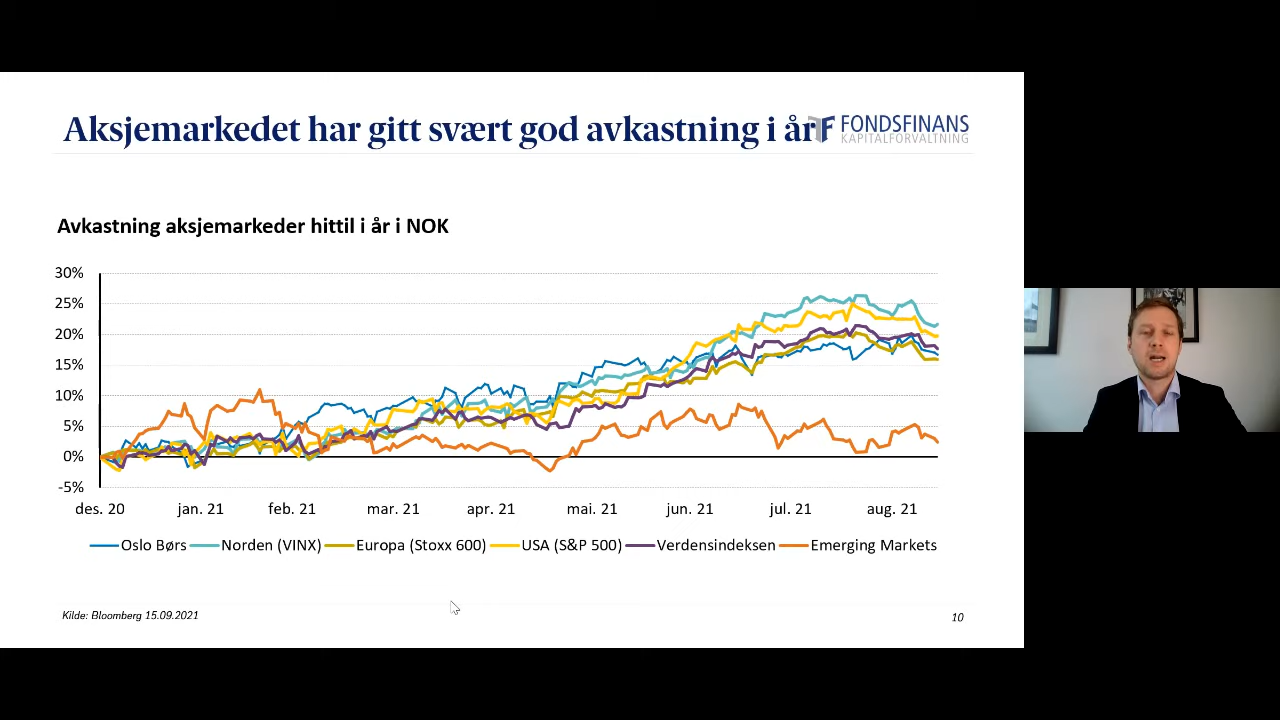 Aksjemarkedet har gitt svært god avkastning i år
FONDSFINANS
KAPITALFORVALTNING
Avkastning aksjemarkeder hittil i år i NOK
30%
25%
20%
15%
10%
5%
0%
-5%
des. 20 jan. 21 feb. 21 mar. 21 apr. 21 mai. 21 jun. 21 jul. 21 aug. 21
Oslo Børs Norden (VINX) Europa (Stoxx 600) USA (S&P 500) Verdensindeksen Emerging Markets
Kilde: Bloomberg 15.09.2021
10